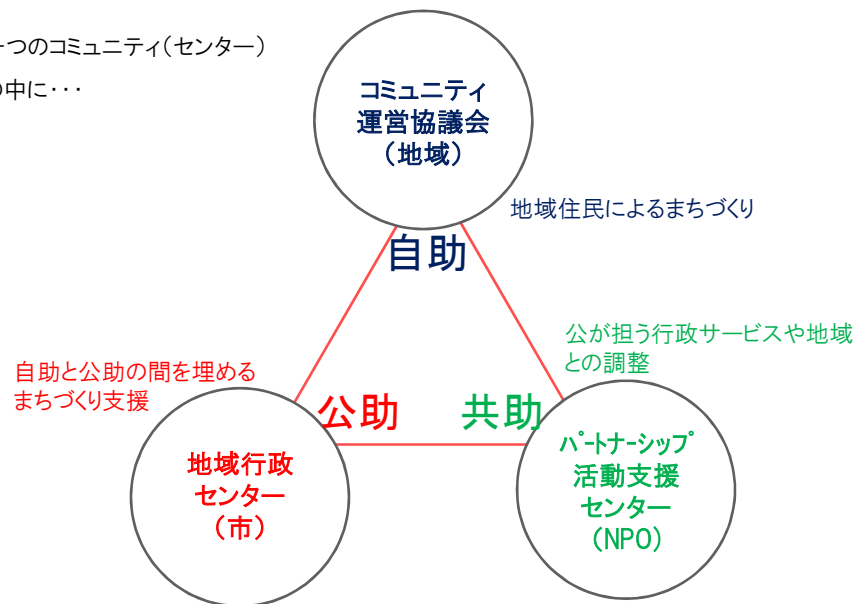 つのコミュニティ(センター)
中に・・・
コミュニティ
運営協議会
(地域)
地域住民によるまちづくり
自助
公が担う行政サービスや地域
との調整
自助と公助の間を埋める
まちづくり支援
公助
共助
地域行政
センター
(市)
パートナーシップ
活動支援
センター
(NPO)